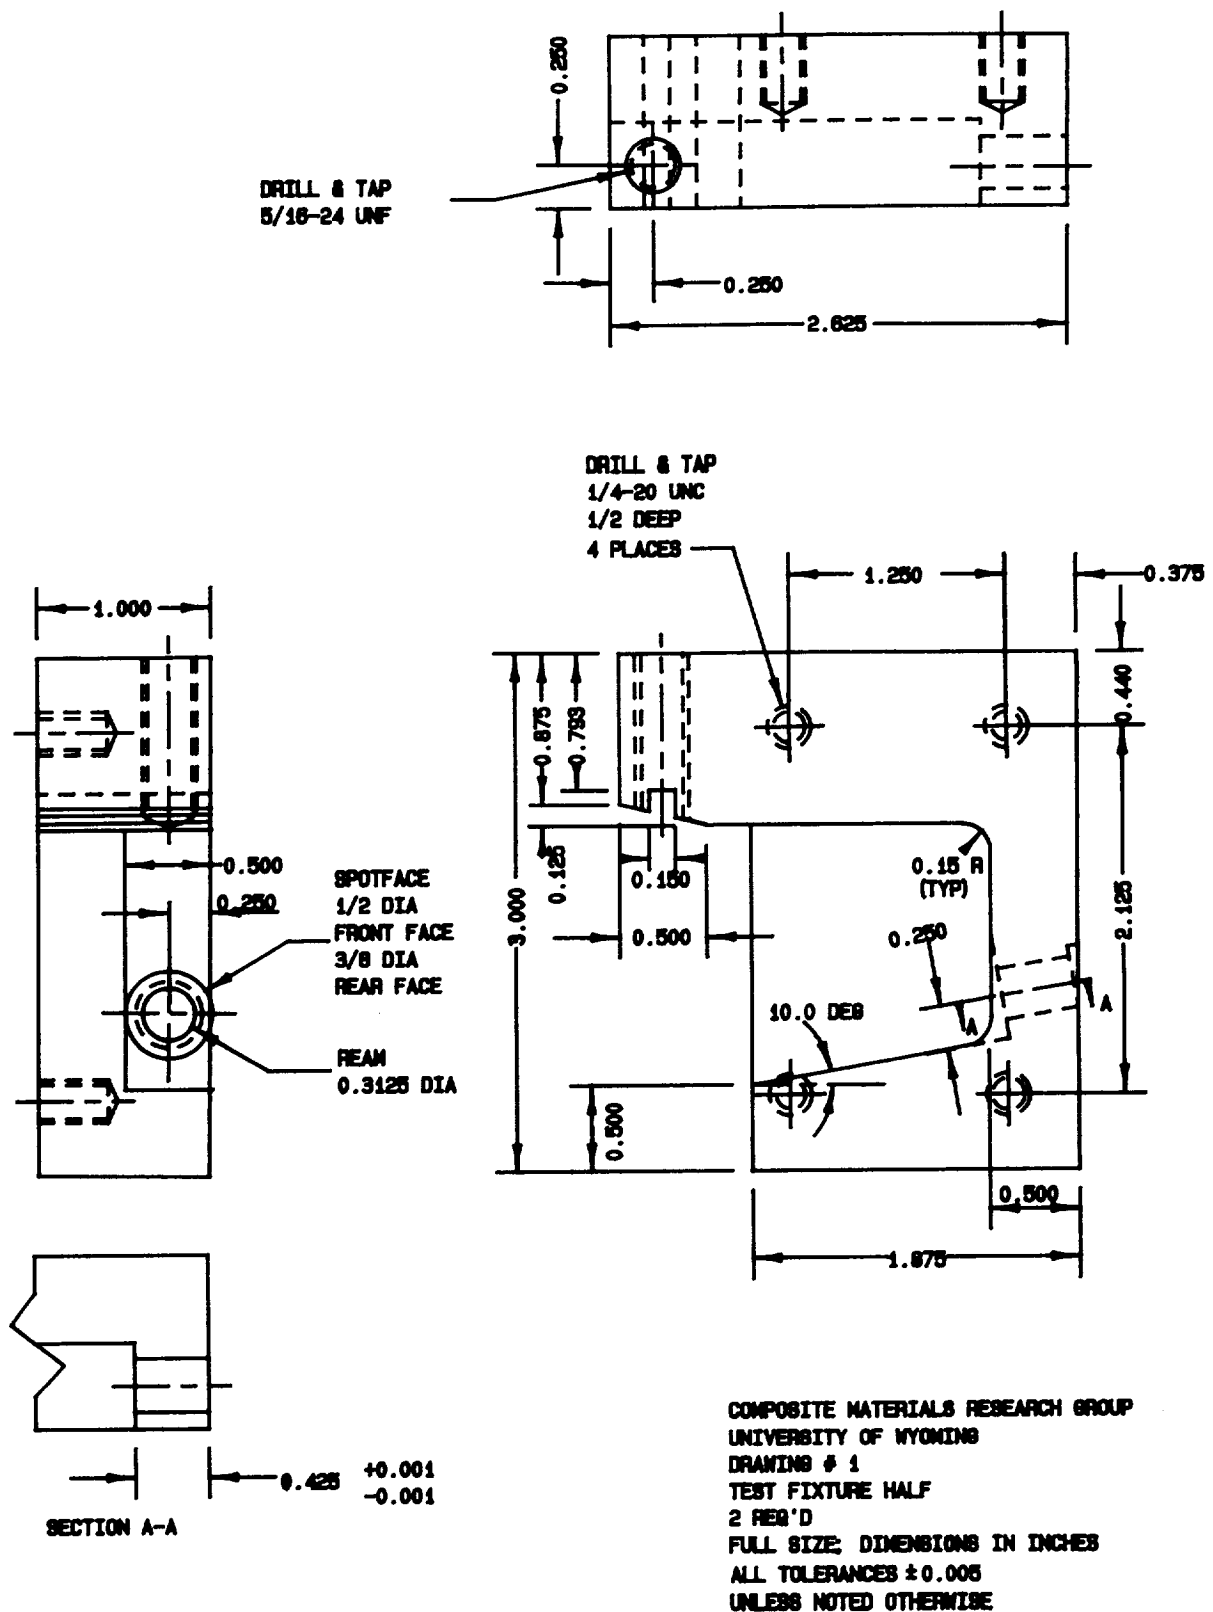 0.250
DRILL & TAP
5/16-24 UNF
0.250
2.625
DRILL & TAP
1/4-20 UNC
1/2 DEEP
4 PLACES
1.250
0.375
1.000
0.440
0.875
0.793
0.500
0.250
SPOTFACE
1/2 DIA
FRONT FACE
3/8 DIA
REAR FACE
0.125
0.150
0.500
3.000
0.15 R
(TYP)
0.250
2.125
A
A
10.0 DEG
REAM
0.3125 DIA
0.500
0.500
1.875
0.425
+0.001
-0.001
SECTION A-A
COMPOSITE MATERIALS RESEARCH GROUP
UNIVERSITY OF WYOMING
DRAWING # 1
TEST FIXTURE HALF
2 REQ'D
FULL SIZE; DIMENSIONS IN INCHES
ALL TOLERANCES ±0.005
UNLESS NOTED OTHERWISE